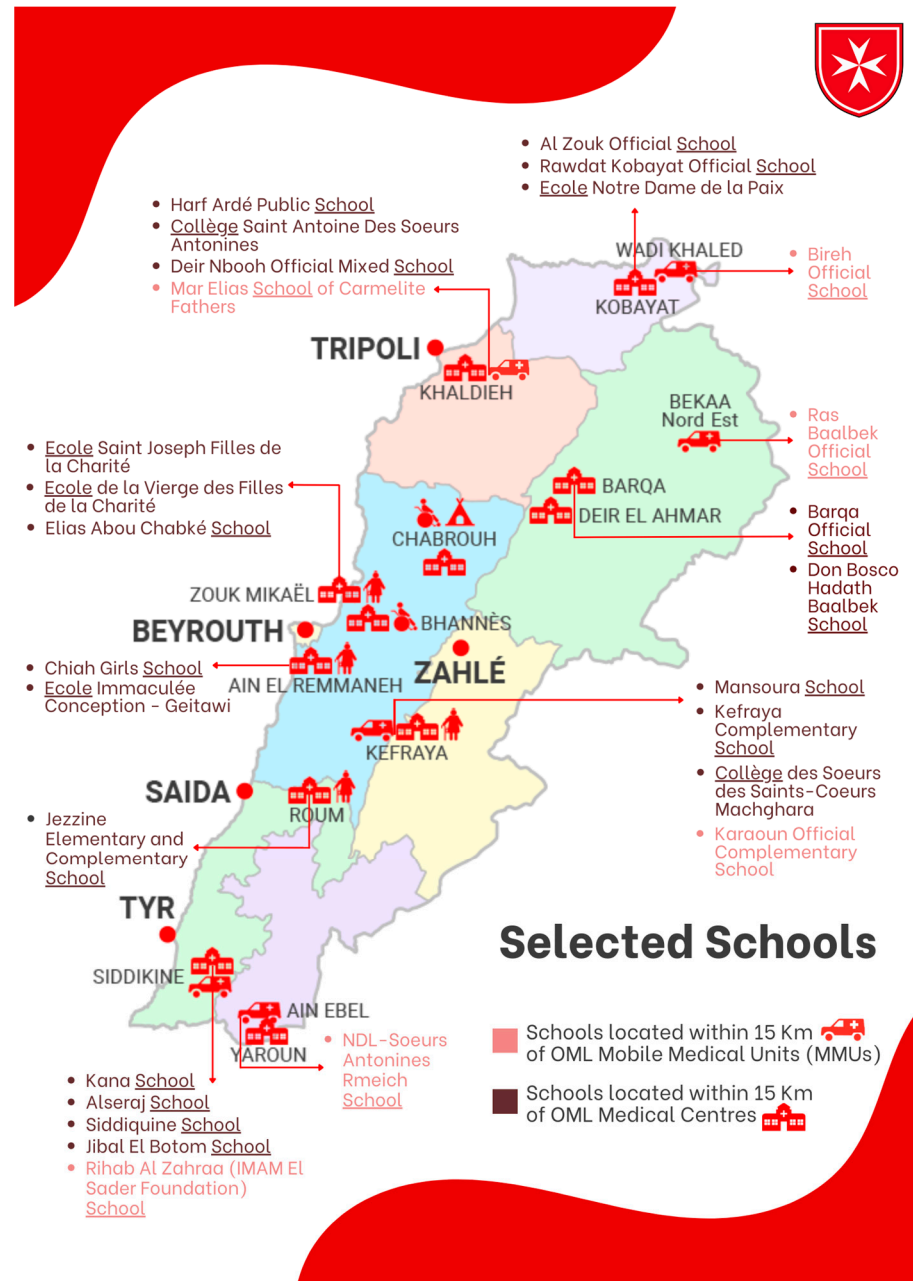 • Al Zouk Official School
• Rawdat Kobayat Official School
• Ecole Notre Dame de la Paix
• Harf Ardé Public School
• Collège Saint Antoine Des Soeurs
Antonines
• Deir Nbooh Official Mixed School
• Mar Elias School of Carmelite
Fathers
WADI KHALED
KOBAYAT
• Bireh
Official
School
TRIPOLI
KHALDIEH
BEKAA
Nord Est
• Ras
Baalbek
Official
School
• Ecole Saint Joseph Filles de
la Charité
• Ecole de la Vierge des Filles
de la Charité
• Elias Abou Chabké School
BARQA
DEIR EL AHMAR
• Barqa
Official
School
• Don Bosco
Hadath
Baalbek
School
CHABROUH
ZOUK MIKAËL
BHANNÈS
BEYROUTH
ZAHLÉ
• Chiah Girls School
• Ecole Immaculée
Conception - Geitawi
AIN EL REMMANEH
• Mansoura School
• Kefraya
Complementary
School
• Collège des Soeurs
des Saints-Coeurs
Machghara
• Karaoun Official
Complementary
School
KEFRAYA
SAIDA
ROUM
• Jezzine
Elementary and
Complementary
School
TYR
SIDDIKINE
AIN EBEL
YAROUN
• NDL-Soeurs
Antonines
Rmeich
School
• Kana School
• Alseraj School
• Siddiquine School
• Jibal El Botom School
• Rihab Al Zahraa (IMAM El
Sader Foundation)
School
Selected Schools
Schools located within 15 Km
of OML Mobile Medical Units (MMUs)
Schools located within 15 Km
of OML Medical Centres